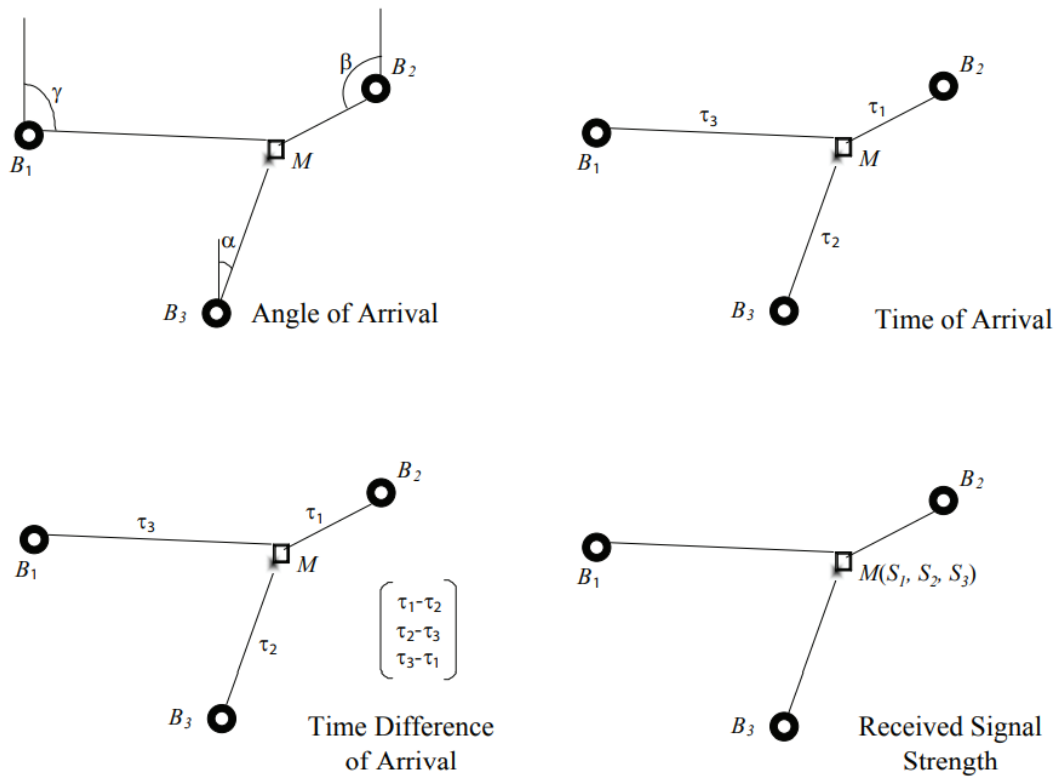 β
B₂
γ
B₁
M
α
B₃
Angle of Arrival
B₂
τ₁
τ₃
B₁
M
τ₂
B₃
Time of Arrival
B₂
τ₁
τ₃
B₁
M
τ₁-τ₂
τ₂-τ₃
τ₃-τ₁
τ₂
B₃
Time Difference
of Arrival
B₂
B₁
M(S₁, S₂, S₃)
B₃
Received Signal
Strength